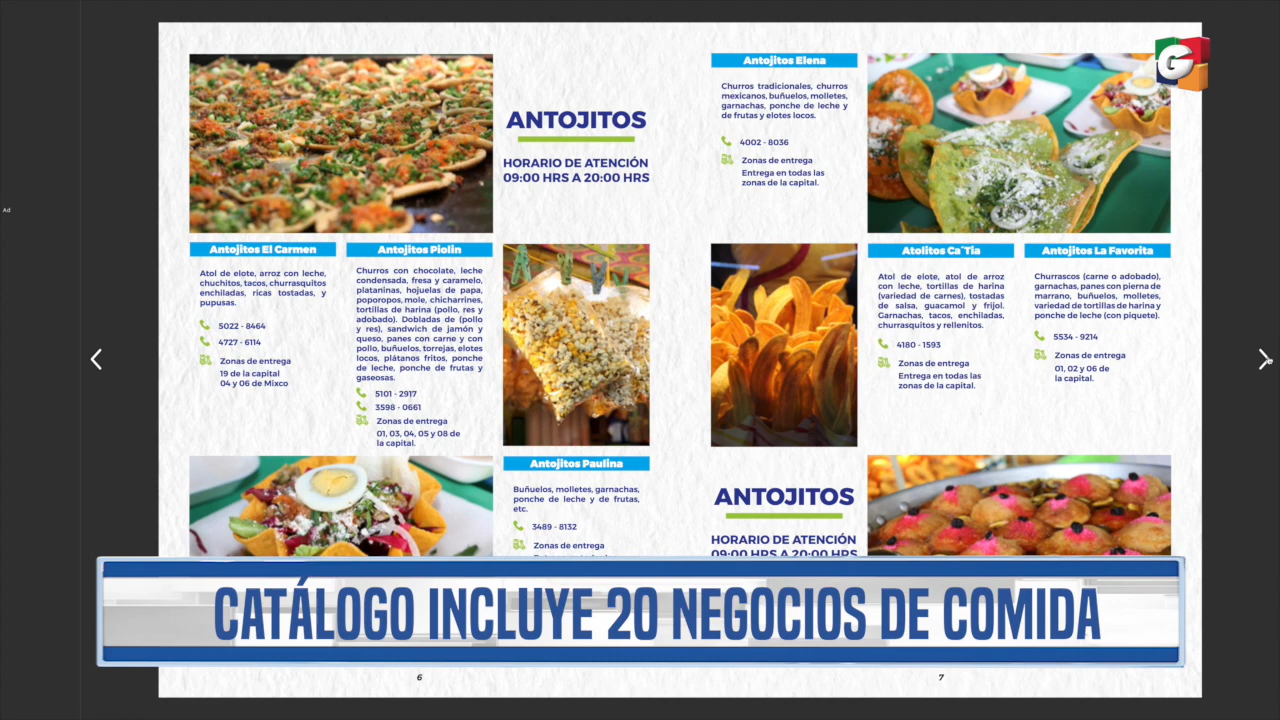 Ad
G
ANTOJITOS
HORARIO DE ATENCIÓN
09:00 HRS A 20:00 HRS
Antojitos El Carmen
Atol de elote, arroz con leche,
chuchitos, tacos, churrasquitos
enchiladas, ricas tostadas, y
pupusas.
5022 - 8464
4727 - 6114
Zonas de entrega
19 de la capital
04 y 06 de Mixco
Antojitos Piolin
Churros con chocolate, leche
condensada, fresa y caramelo,
plataninas, hojuelas de papa,
poporopos, mole, chicharrines,
tortillas de harina (pollo, res y
adobado). Dobladas de (pollo
y res), sandwich de jamón y
queso, panes con carne y con
pollo, buñuelos, torrejas, elotes
locos, plátanos fritos, ponche
de leche, ponche de frutas y
gaseosas.
5101 - 2917
3598 - 0661
Zonas de entrega
01, 03, 04, 05 y 08 de
la capital.
Antojitos Paulina
Buñuelos, molletes, garnachas,
ponche de leche y de frutas,
etc.
3489 - 8132
Zonas de entrega
Antojitos Elena
Churros tradicionales, churros
mexicanos, buñuelos, molletes,
garnachas, ponche de leche y
de frutas y elotes locos.
4002 - 8036
Zonas de entrega
Entrega en todas las
zonas de la capital.
Atolitos Ca´Tia
Atol de elote, atol de arroz
con leche, tortillas de harina
(variedad de carnes), tostadas
de salsa, guacamol y frijol.
Garnachas, tacos, enchiladas,
churrasquitos y rellenitos.
4180 - 1593
Zonas de entrega
Entrega en todas las
zonas de la capital.
Antojitos La Favorita
Churrascos (carne o adobado),
garnachas, panes con pierna de
marrano, buñuelos, molletes,
variedad de tortillas de harina y
ponche de leche (con piquete).
5534 - 9214
Zonas de entrega
01, 02 y 06 de
la capital.
ANTOJITOS
HORARIO DE ATENCIÓN
09:00 HRS A 20:00 HRS
CATÁLOGO INCLUYE 20 NEGOCIOS DE COMIDA
6
7